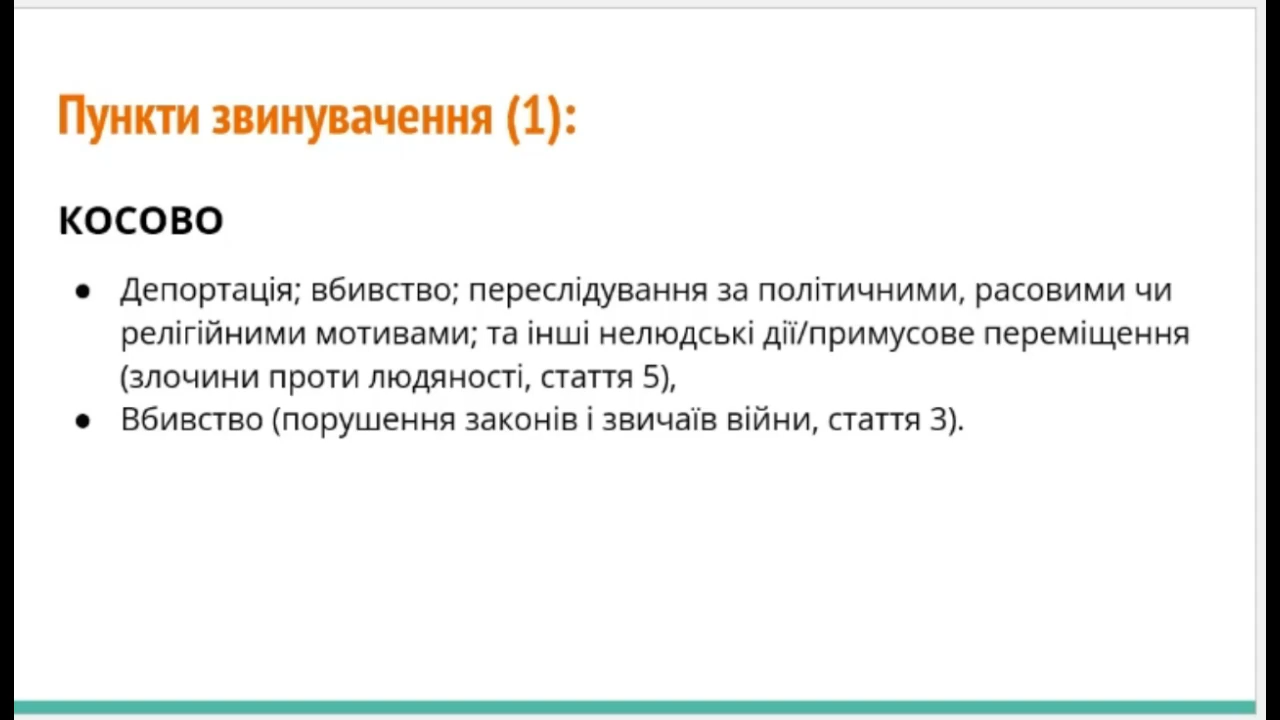 Пункти звинувачення (1):
КОСОВО
● Депортація; вбивство; переслідування за політичними, расовими чи
релігійними мотивами; та інші нелюдські дії/примусове переміщення
(злочини проти людяності, стаття 5),
● Вбивство (порушення законів і звичаїв війни, стаття 3).